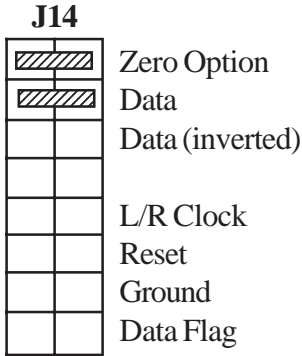 J14
Zero Option
Data
Data (inverted)
L/R Clock
Reset
Ground
Data Flag